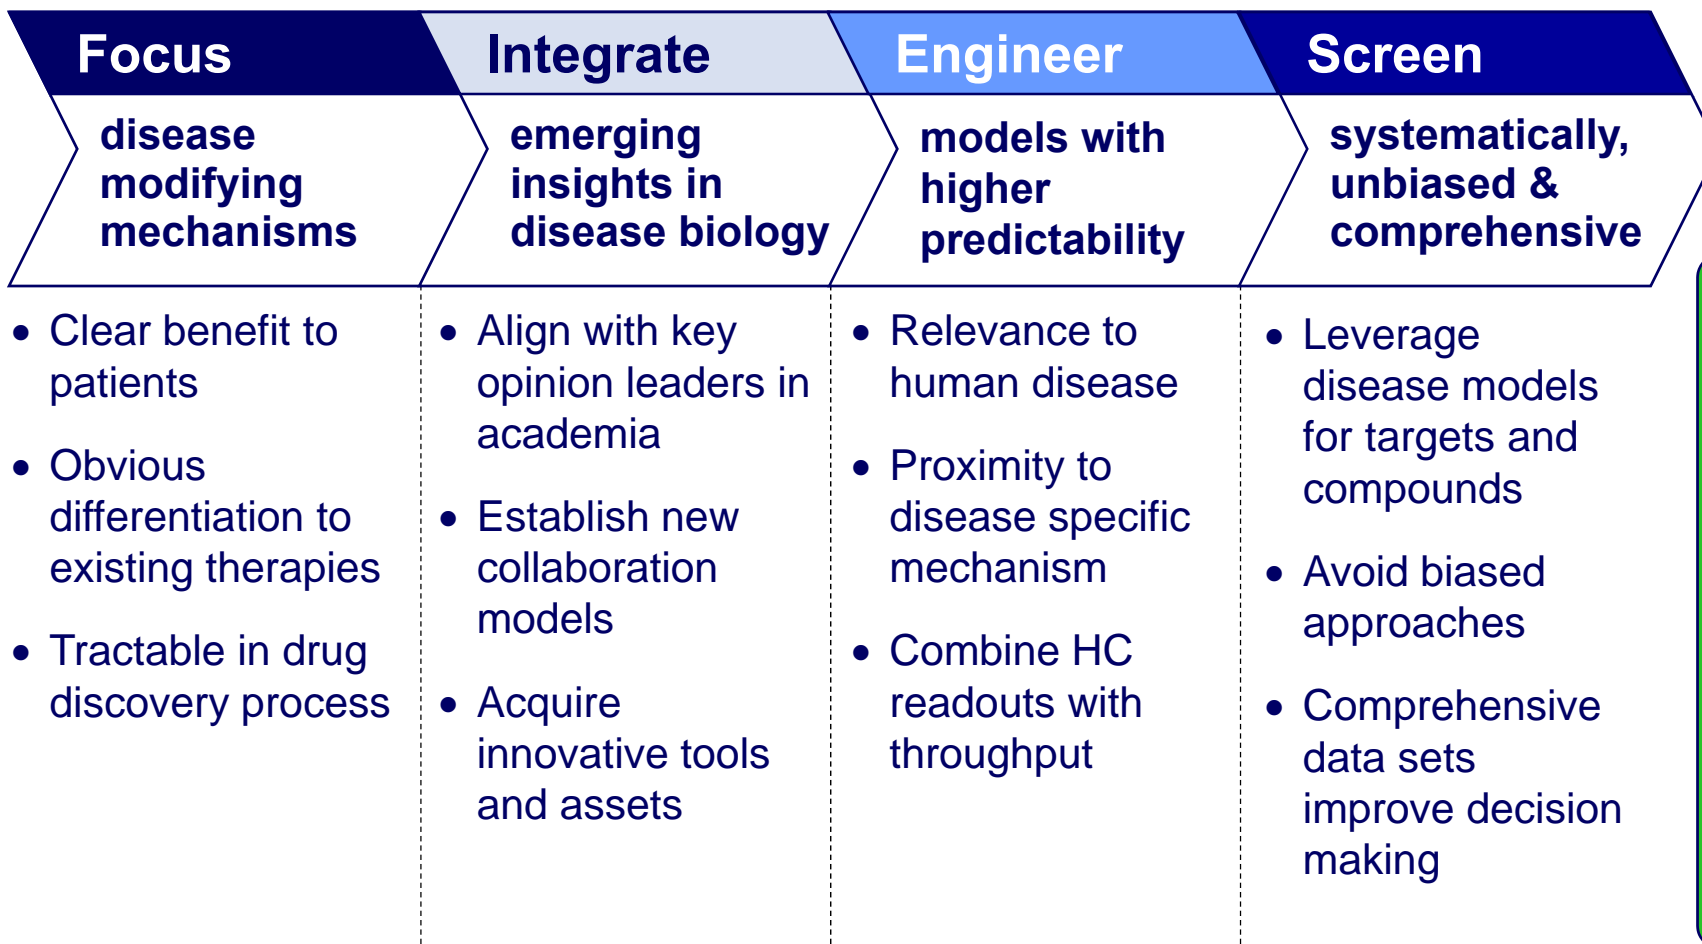 Focus
disease
modifying
mechanisms
• Clear benefit to
patients
• Obvious
differentiation to
existing therapies
• Tractable in drug
discovery process
Integrate
emerging
insights in
disease biology
• Align with key
opinion leaders in
academia
• Establish new
collaboration
models
• Acquire
innovative tools
and assets
Engineer
models with
higher
predictability
• Relevance to
human disease
• Proximity to
disease specific
mechanism
• Combine HC
readouts with
throughput
Screen
systematically,
unbiased &
comprehensive
• Leverage
disease models
for targets and
compounds
• Avoid biased
approaches
• Comprehensive
data sets
improve decision
making